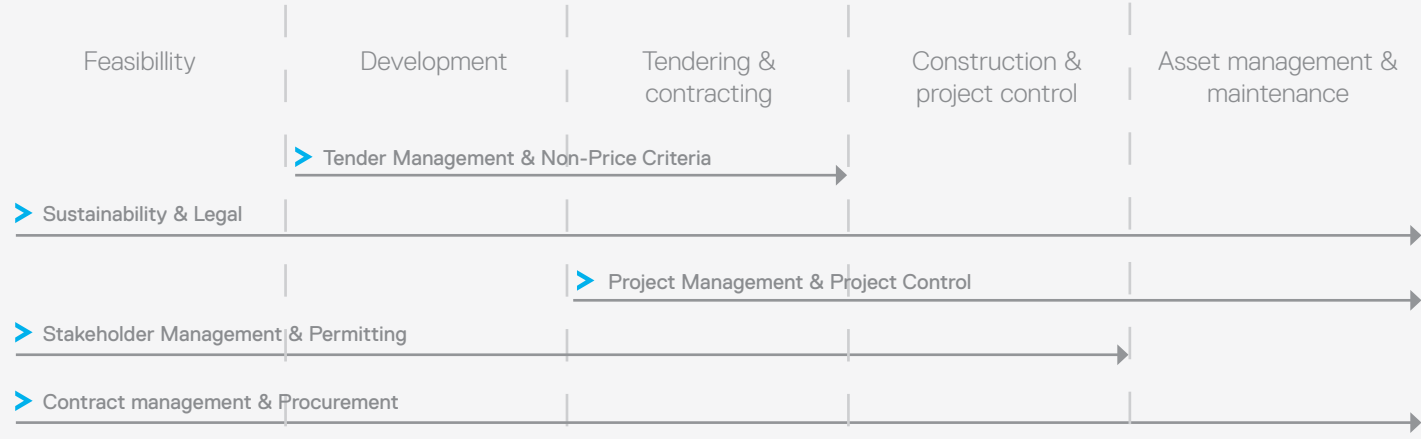 Feasibillity
Development
Tendering &
contracting
Construction &
project control
Asset management &
maintenance
Tender Management & Non-Price Criteria
Sustainability & Legal
Project Management & Project Control
Stakeholder Management & Permitting
Contract management & Procurement